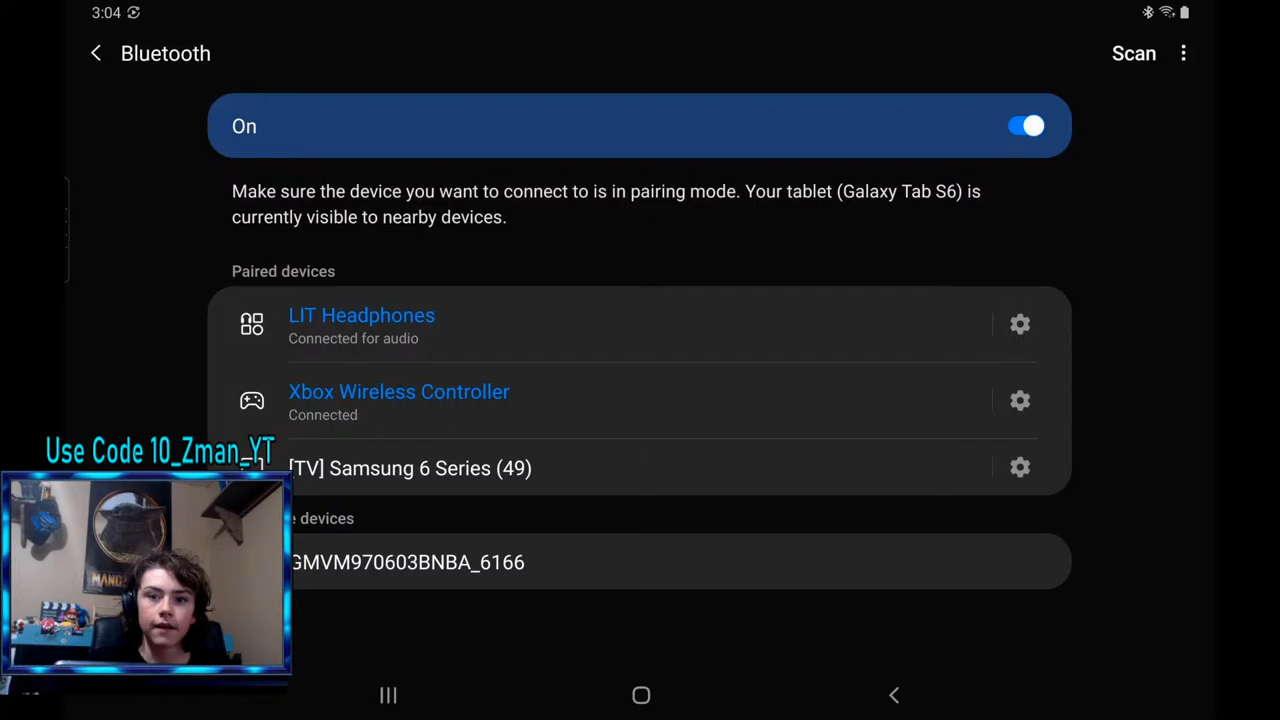 3:04
Bluetooth
Scan
On
Make sure the device you want to connect to is in pairing mode. Your tablet (Galaxy Tab S6) is
currently visible to nearby devices.
Paired devices
LIT Headphones
Connected for audio
Xbox Wireless Controller
Connected
Use Code 10_Zman_YT
[TV] Samsung 6 Series (49)
devices
GMVM970603BNBA_6166